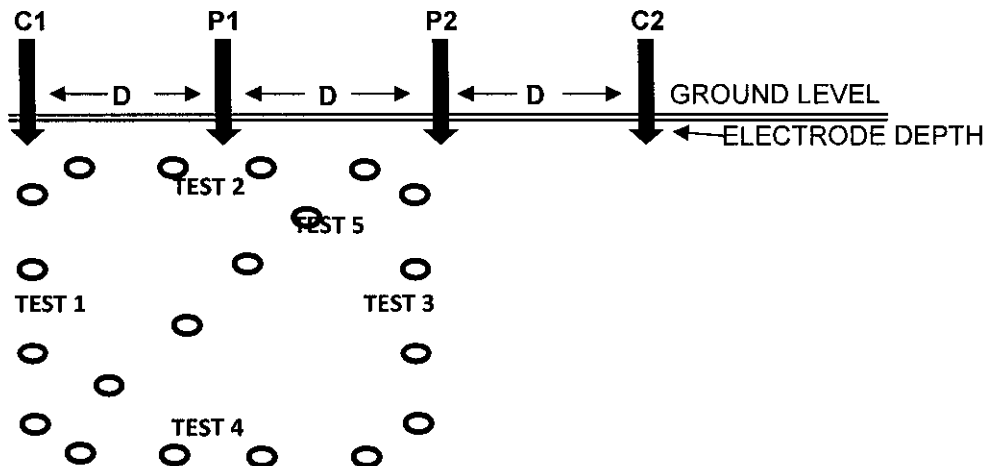 C1 P1 P2 C2
D D D GROUND LEVEL
ELECTRODE DEPTH
TEST 2
TEST 5
TEST 1 TEST 3
TEST 4